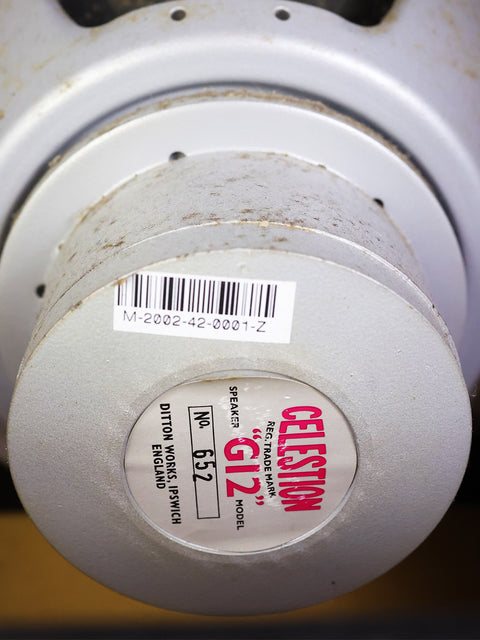 M-2002-42-0001-Z
CELESTION
REG. TRADE MARK
SPEAKER "G12" MODEL
No. 652
DITTON WORKS, IPSWICH
ENGLAND